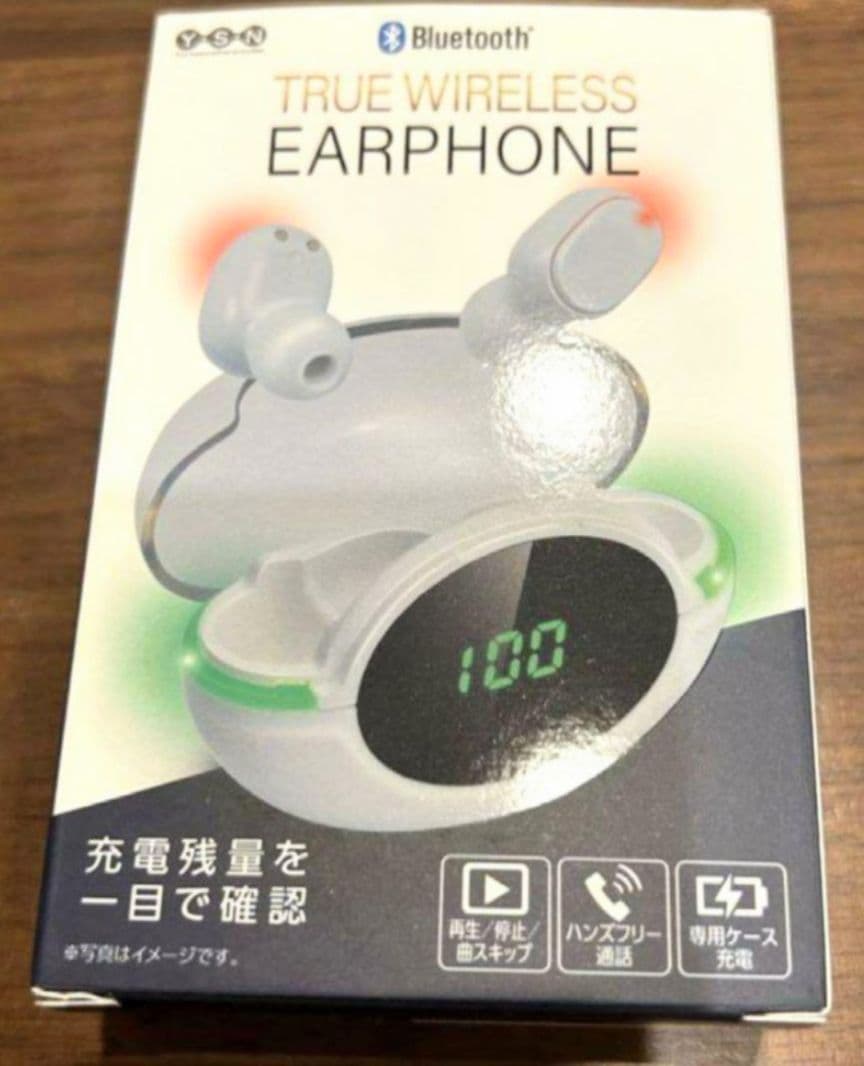 YSN
Bluetooth®
TRUE WIRELESS
EARPHONE
100
充電残量を
一目で確認
※写真はイメージです。
再生/停止/
曲スキップ
ハンズフリー
通話
専用ケース
充電